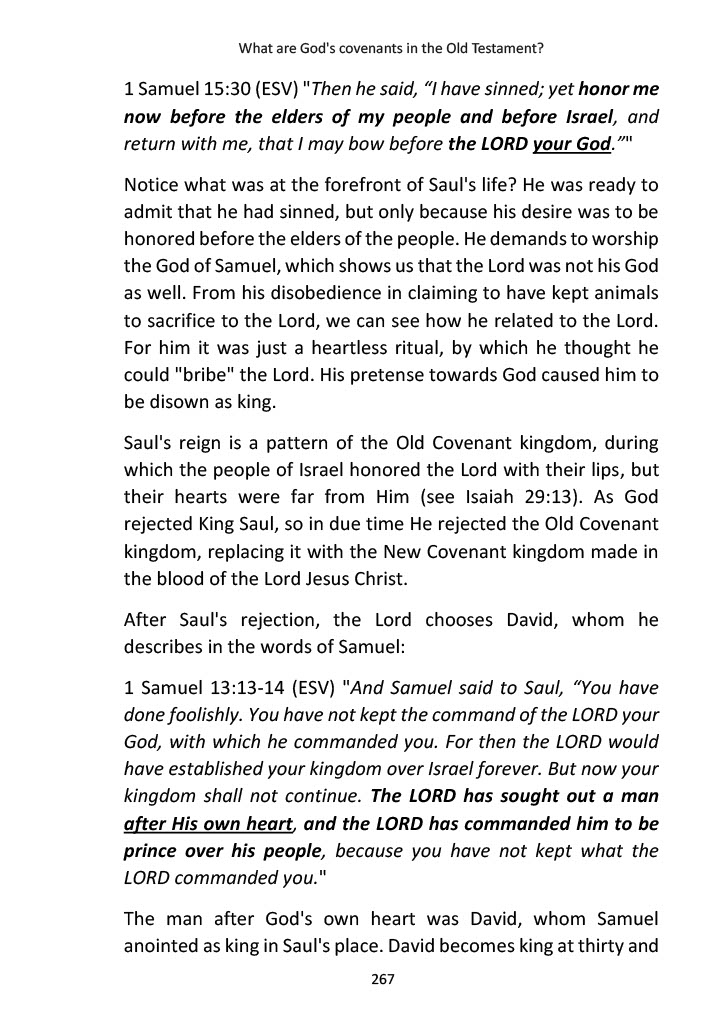 What are God's covenants in the Old Testament?
1 Samuel 15:30 (ESV) "Then he said, “I have sinned; yet honor me
now before the elders of my people and before Israel, and
return with me, that I may bow before the LORD your God.”"
Notice what was at the forefront of Saul's life? He was ready to
admit that he had sinned, but only because his desire was to be
honored before the elders of the people. He demands to worship
the God of Samuel, which shows us that the Lord was not his God
as well. From his disobedience in claiming to have kept animals
to sacrifice to the Lord, we can see how he related to the Lord.
For him it was just a heartless ritual, by which he thought he
could "bribe" the Lord. His pretense towards God caused him to
be disown as king.
Saul's reign is a pattern of the Old Covenant kingdom, during
which the people of Israel honored the Lord with their lips, but
their hearts were far from Him (see Isaiah 29:13). As God
rejected King Saul, so in due time He rejected the Old Covenant
kingdom, replacing it with the New Covenant kingdom made in
the blood of the Lord Jesus Christ.
After Saul's rejection, the Lord chooses David, whom he
describes in the words of Samuel:
1 Samuel 13:13-14 (ESV) "And Samuel said to Saul, “You have
done foolishly. You have not kept the command of the LORD your
God, with which he commanded you. For then the LORD would
have established your kingdom over Israel forever. But now your
kingdom shall not continue. The LORD has sought out a man
after His own heart, and the LORD has commanded him to be
prince over his people, because you have not kept what the
LORD commanded you."
The man after God's own heart was David, whom Samuel
anointed as king in Saul's place. David becomes king at thirty and
267